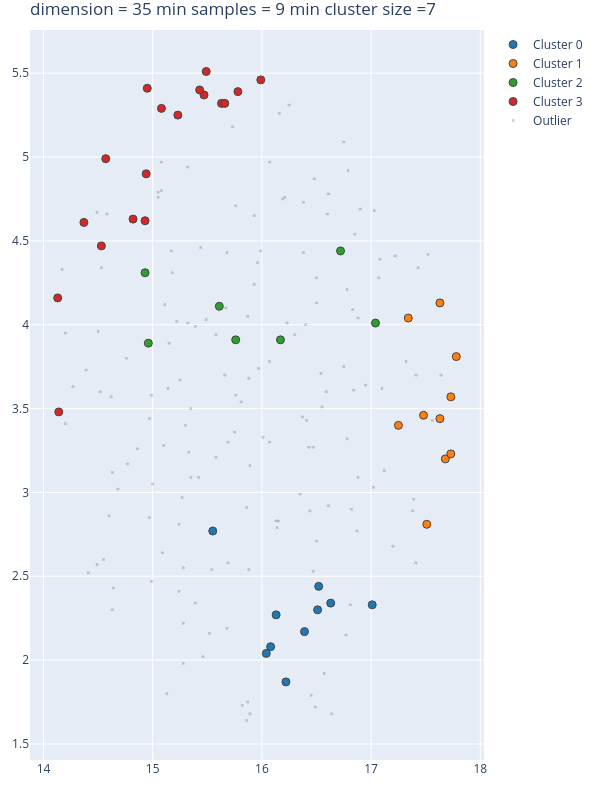 dimension = 35 min samples = 9 min cluster size =7
Cluster 0
Cluster 1
Cluster 2
Cluster 3
Outlier
5.5
5
4.5
4
3.5
3
2.5
2
1.5
14 15 16 17 18